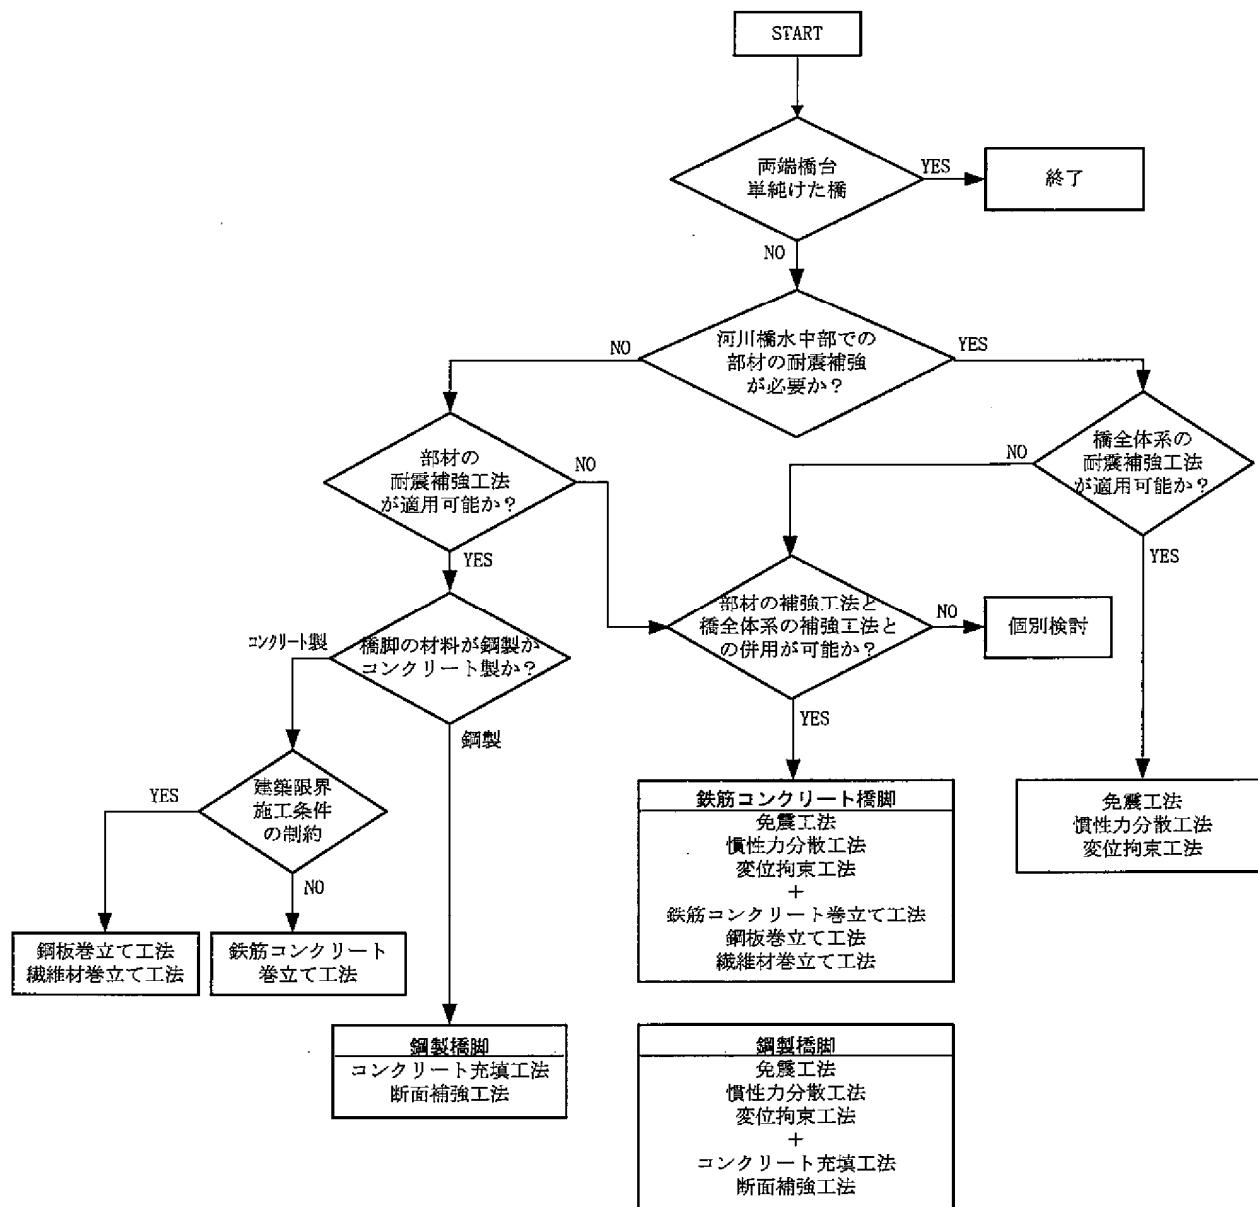 START
両端橋台
単純けた橋
YES
終了
NO
河川橋水中部での
部材の耐震補強
が必要か？
NO
YES
部材の
耐震補強工法
が適用可能か？
NO
YES
橋全体系の
耐震補強工法
が適用可能か？
NO
YES
部材の補強工法と
橋全体系の補強工法と
の併用が可能か？
NO
個別検討
YES
橋脚の材料が鋼製か
コンクリート製か？
コンクリート製
鋼製
建築限界
施工条件
の制約
YES
NO
鋼板巻立て工法
繊維材巻立て工法
鉄筋コンクリート
巻立て工法
鋼製橋脚
コンクリート充填工法
断面補強工法
鉄筋コンクリート橋脚
免震工法
慣性力分散工法
変位拘束工法
＋
鉄筋コンクリート巻立て工法
鋼板巻立て工法
繊維材巻立て工法
鋼製橋脚
免震工法
慣性力分散工法
変位拘束工法
＋
コンクリート充填工法
断面補強工法
免震工法
慣性力分散工法
変位拘束工法